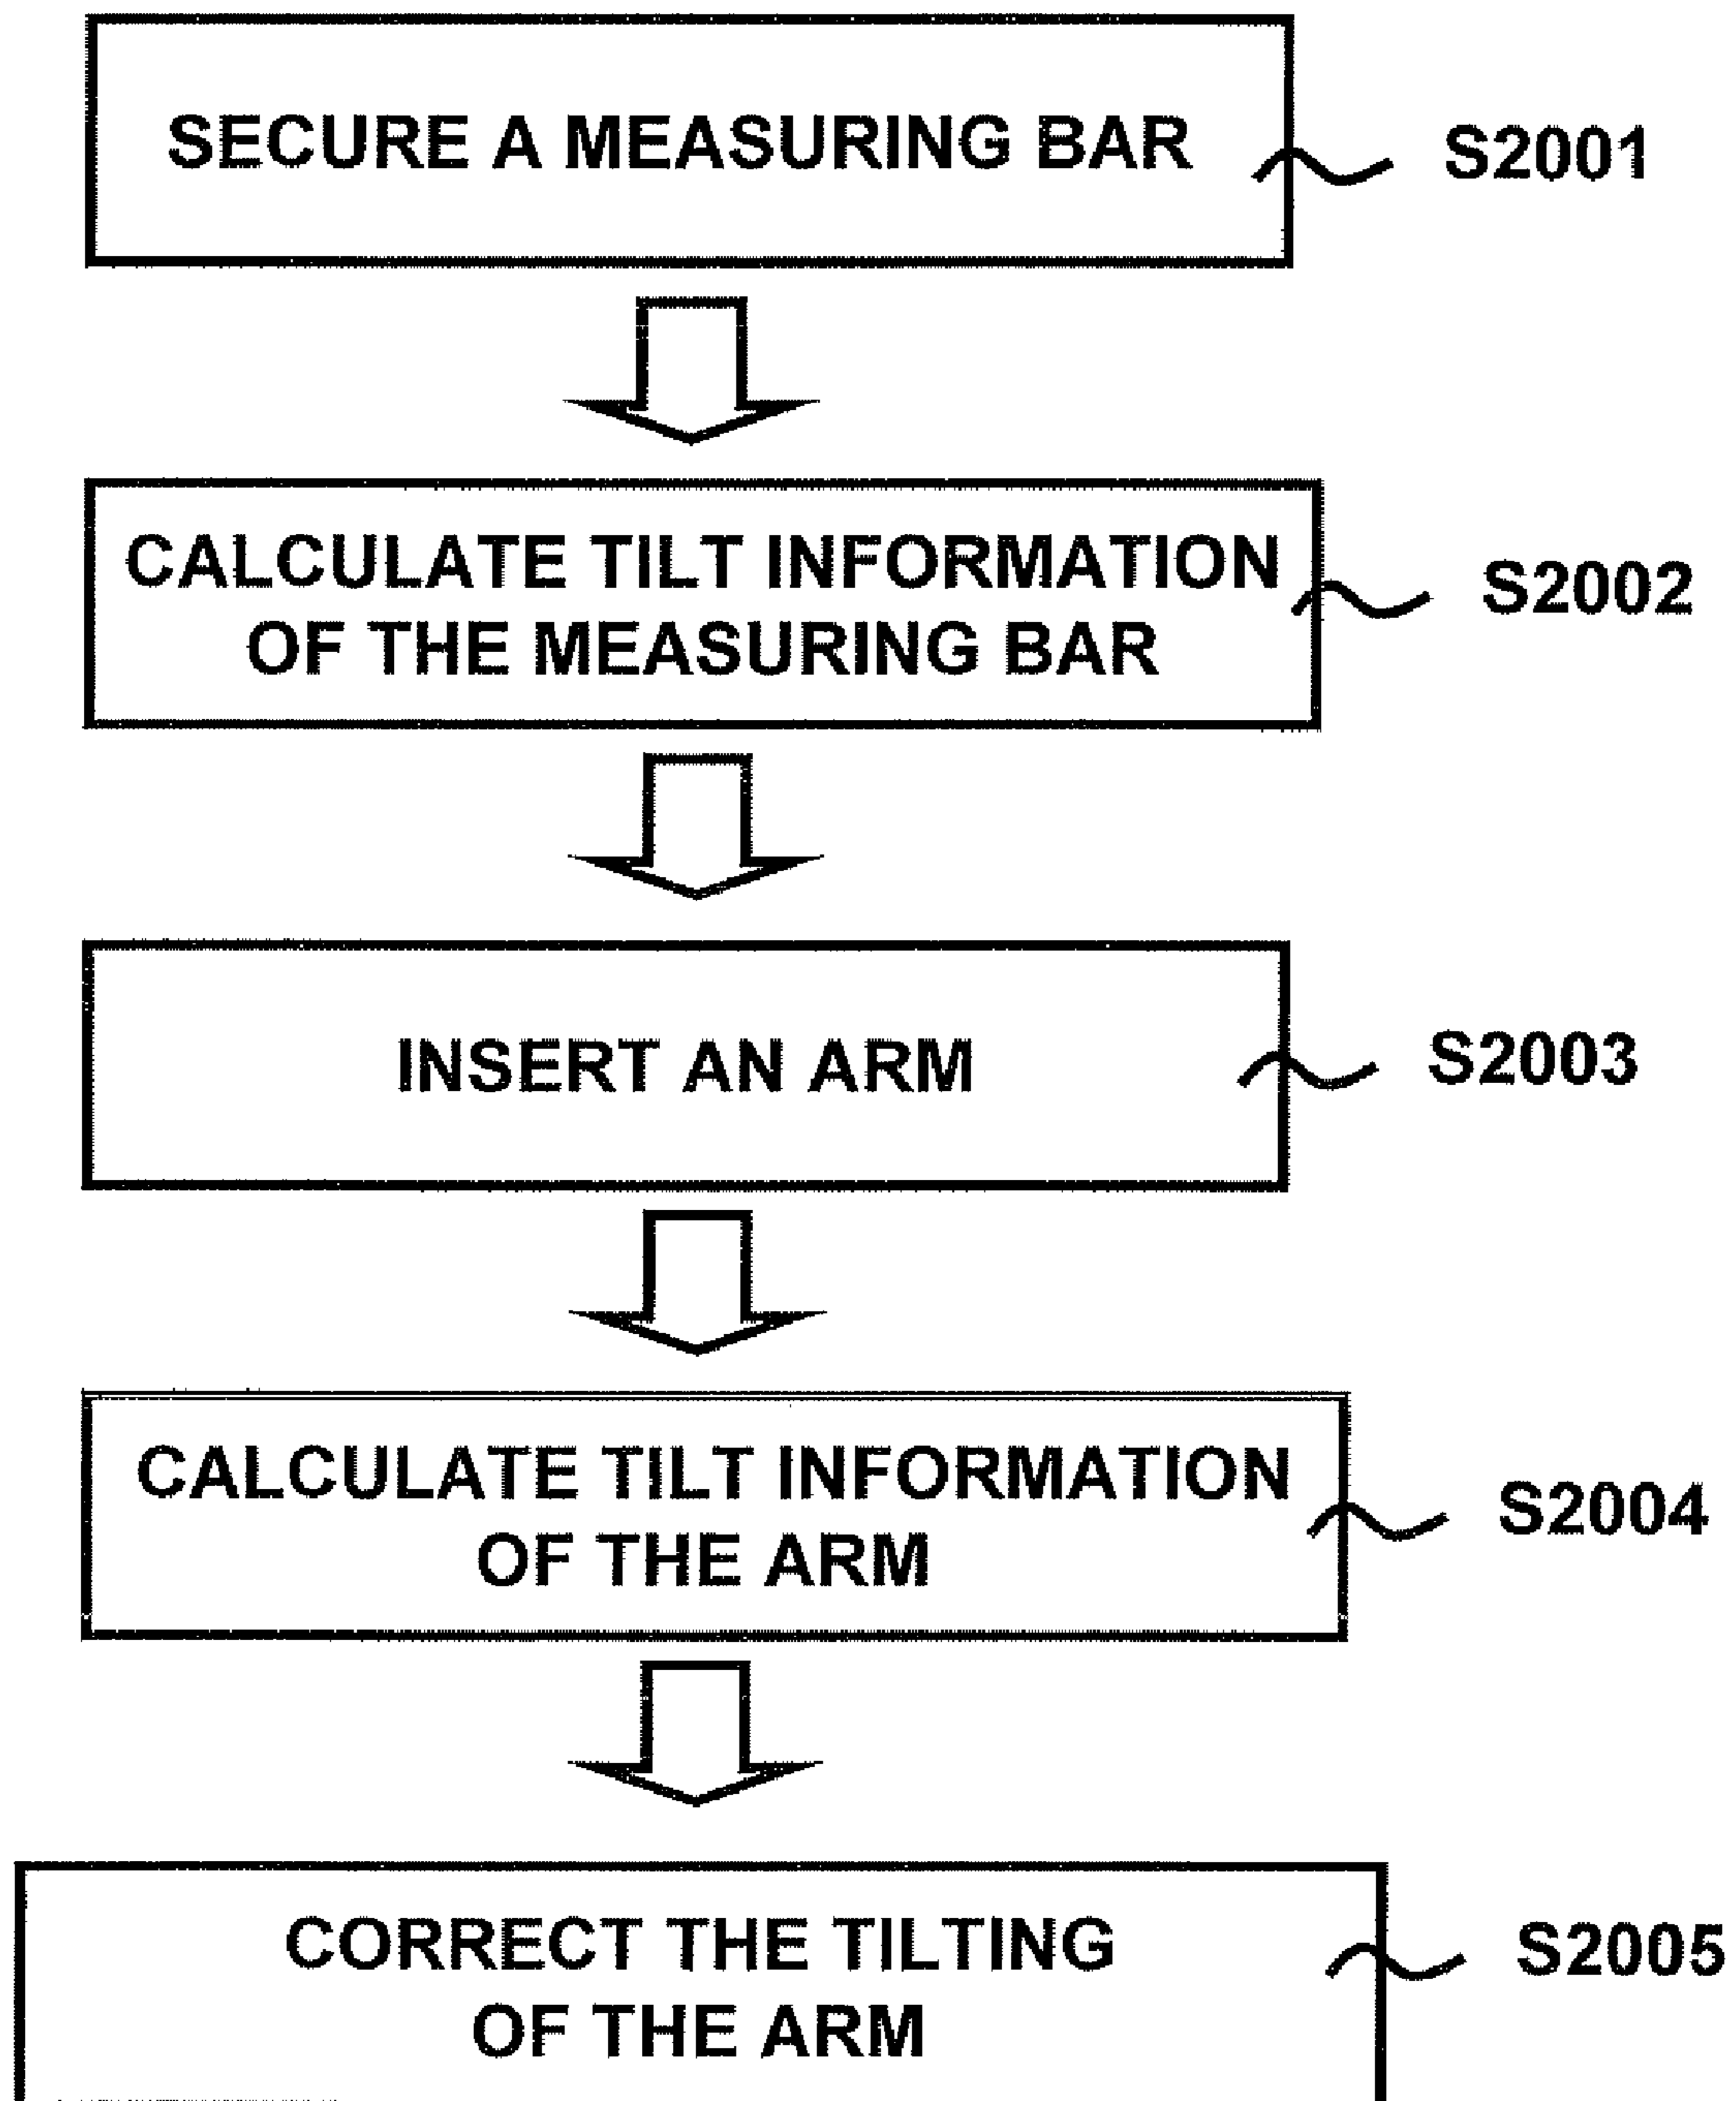 SECURE A MEASURING BAR
S2001
CALCULATE TILT INFORMATION
OF THE MEASURING BAR
S2002
INSERT AN ARM
S2003
CALCULATE TILT INFORMATION
OF THE ARM
S2004
CORRECT THE TILTING
OF THE ARM
S2005